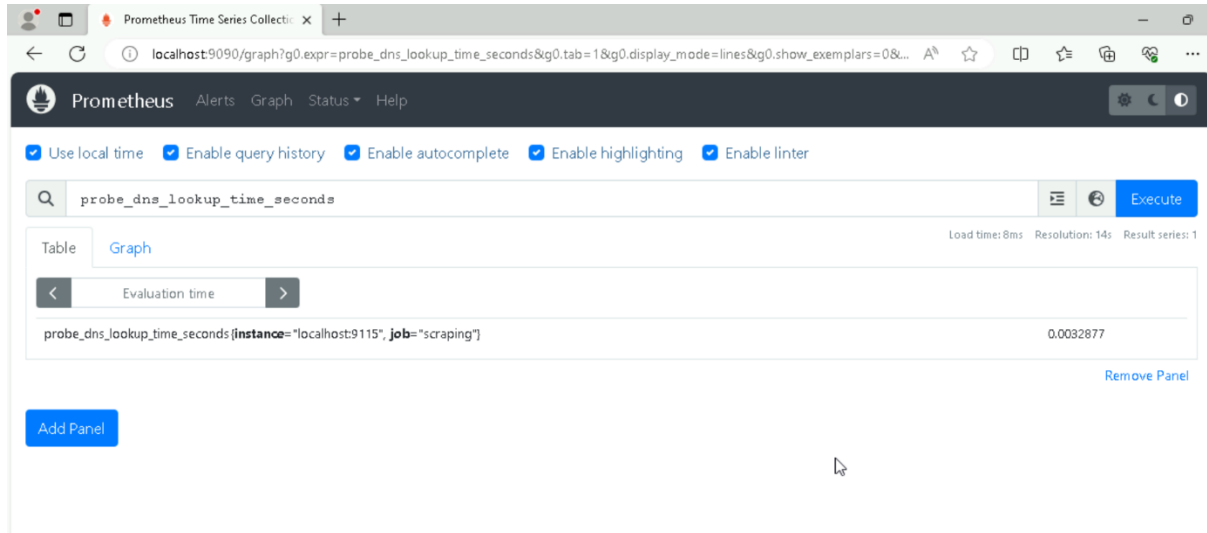 Prometheus Time Series Collectic
localhost:9090/graph?g0.expr=probe_dns_lookup_time_seconds&g0.tab=1&g0.display_mode=lines&g0.show_exemplars=0&...
Prometheus Alerts Graph Status Help
Use local time Enable query history Enable autocomplete Enable highlighting Enable linter
probe_dns_lookup_time_seconds Execute
Table Graph Load time: 8ms Resolution: 14s Result series: 1
Evaluation time
probe_dns_lookup_time_seconds{instance="localhost:9115", job="scraping"} 0.0032877
Remove Panel
Add Panel